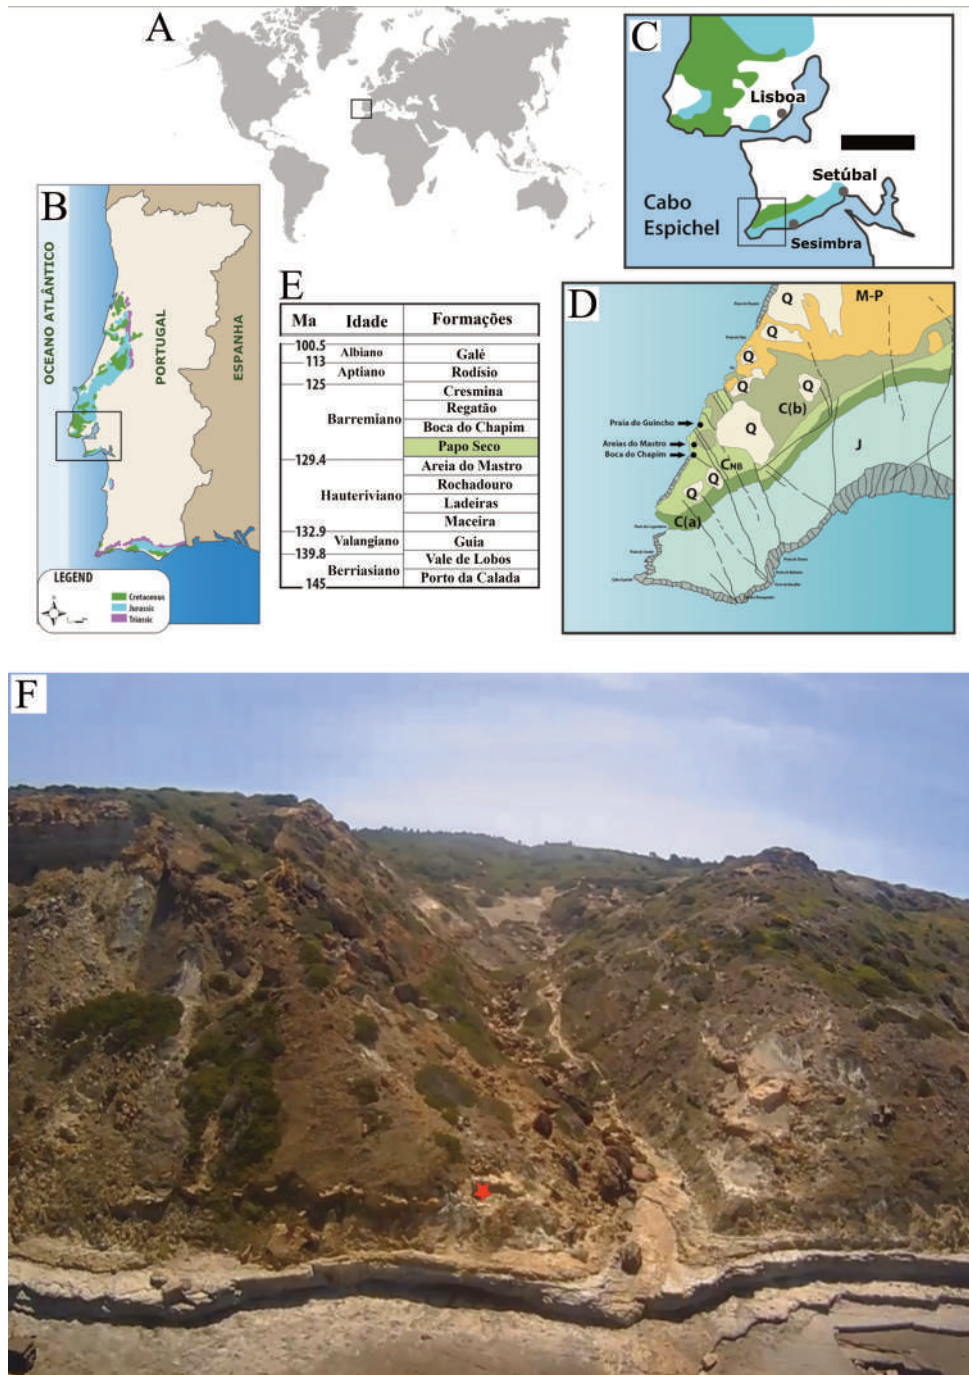 A
B
OCEANO ATLÂNTICO
PORTUGAL
ESPANHA
LEGEND
Cretaceous
Jurassic
Triassic
C
Lisboa
Setúbal
Cabo
Espichel
Sesimbra
E
Ma Idade Formações
100.5 Albiano Galé
113 Aptiano Rodísio
125 Cresmina
Barremiano Regatão
Boca do Chapim
Papo Seco
129.4 Areia do Mastro
Hauteriviano Rochadouro
Ladeiras
Maceira
132.9 Valangiano Guia
139.8 Berriasiano Vale de Lobos
145 Porto da Calada
D
Q
M-P
Q
Q
Q
C(b)
Praia do Guincho
Q
Areias do Mastro
Boca do Chapim
J
CHB
Q
Q
C(a)
F